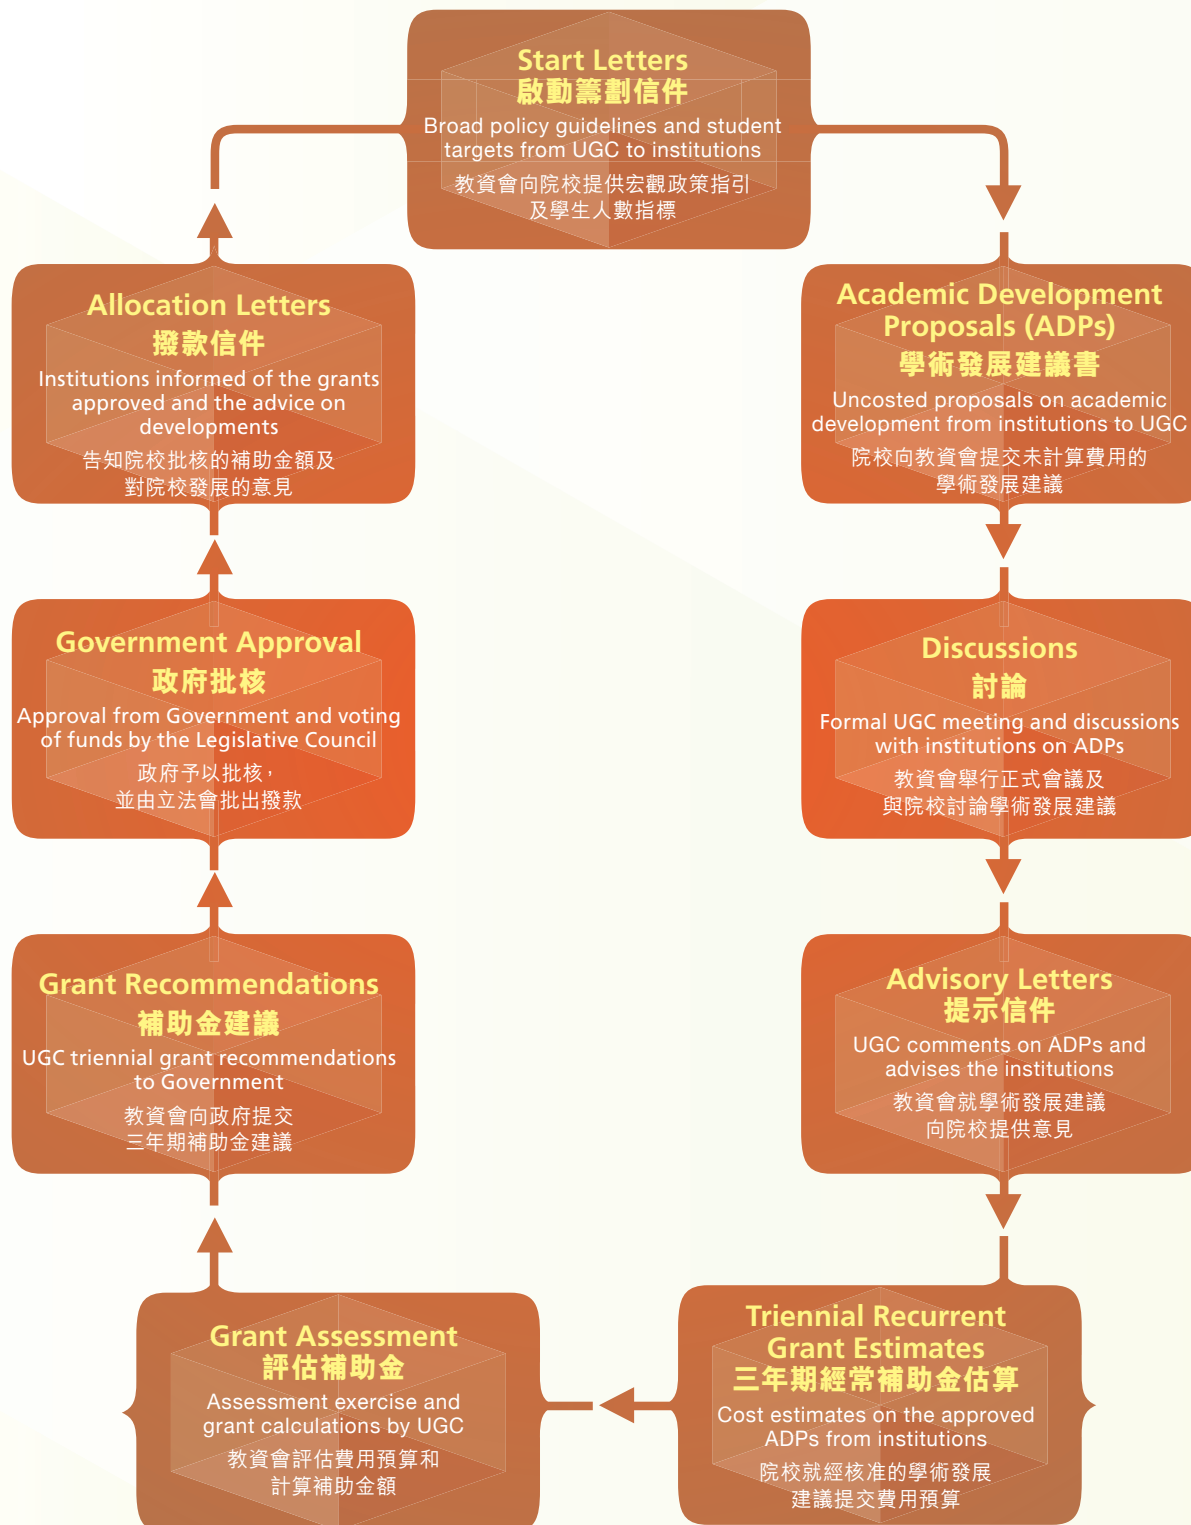 Start Letters
啟動籌劃信件
Broad policy guidelines and student
targets from UGC to institutions
教資會向院校提供宏觀政策指引
及學生人數指標
Academic Development
Proposals (ADPs)
學術發展建議書
Uncosted proposals on academic
development from institutions to UGC
院校向教資會提交未計算費用的
學術發展建議
Discussions
討論
Formal UGC meeting and discussions
with institutions on ADPs
教資會舉行正式會議及
與院校討論學術發展建議
Advisory Letters
提示信件
UGC comments on ADPs and
advises the institutions
教資會就學術發展建議
向院校提供意見
Triennial Recurrent
Grant Estimates
三年期經常補助金估算
Cost estimates on the approved
ADPs from institutions
院校就經核准的學術發展
建議提交費用預算
Grant Assessment
評估補助金
Assessment exercise and
grant calculations by UGC
教資會評估費用預算和
計算補助金額
Grant Recommendations
補助金建議
UGC triennial grant recommendations
to Government
教資會向政府提交
三年期補助金建議
Government Approval
政府批核
Approval from Government and voting
of funds by the Legislative Council
政府予以批核，
並由立法會批出撥款
Allocation Letters
撥款信件
Institutions informed of the grants
approved and the advice on
developments
告知院校批核的補助金額及
對院校發展的意見